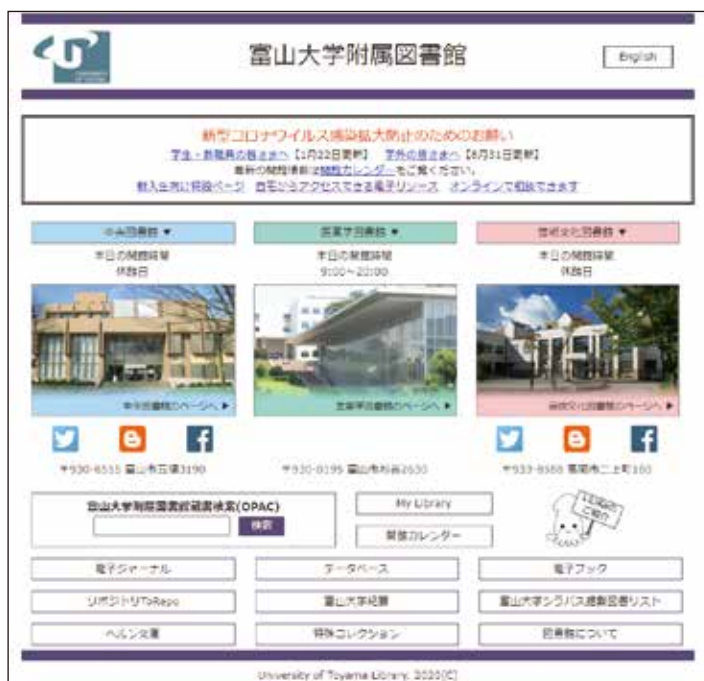 UNIVERSITY
OF TOYAMA
富山大学附属図書館
English
新型コロナウイルス感染拡大防止のためのお願い
学生・教職員の皆さまへ【1月22日更新】 学外の皆さまへ【8月31日更新】
最新の開館情報は開館カレンダーをご覧ください。
新入生向け特設ページ 自宅からアクセスできる電子リソース オンラインで相談できます
中央図書館 ▼
医薬学図書館 ▼
芸術文化図書館 ▼
本日の開館時間
休館日
本日の開館時間
9:00~20:00
本日の開館時間
休館日
中央図書館のページへ ▶
医薬学図書館のページへ ▶
芸術文化図書館のページへ ▶
〒930-8555 富山市五福3190
〒930-0195 富山市杉谷2630
〒933-8588 高岡市二上町180
富山大学附属図書館蔵書検索(OPAC)
検索
My Library
開館カレンダー
ご紹介
電子ジャーナル
データベース
電子ブック
リポジトリToRepo
富山大学紀要
富山大学シラバス掲載図書リスト
ヘルン文庫
特殊コレクション
図書館について
University of Toyama Library, 2020(C)